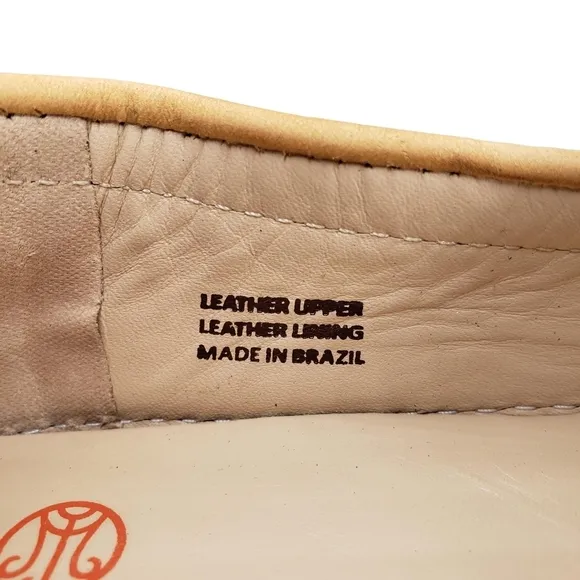 LEATHER UPPER
LEATHER LINING
MADE IN BRAZIL